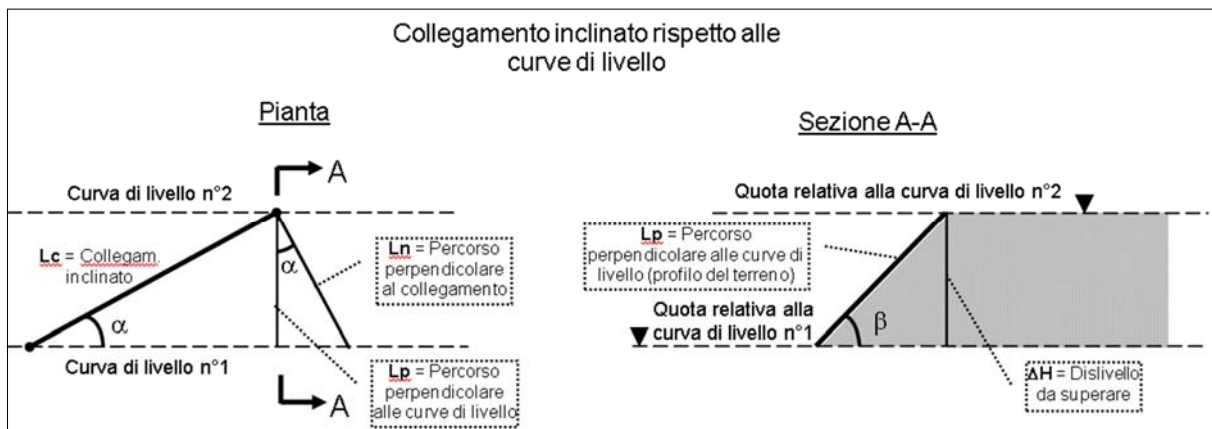 Collegamento inclinato rispetto alle
curve di livello
Pianta
A
Curva di livello n°2
Lc = Collegam.
inclinato
α
α
Ln = Percorso
perpendicolare
al collegamento
Curva di livello n°1
Lp = Percorso
perpendicolare
alle curve di livello
A
Sezione A-A
Quota relativa alla curva di livello n°2
Lp = Percorso
perpendicolare alle curve di
livello (profilo del terreno)
Quota relativa alla
curva di livello n°1
β
ΔH = Dislivello
da superare